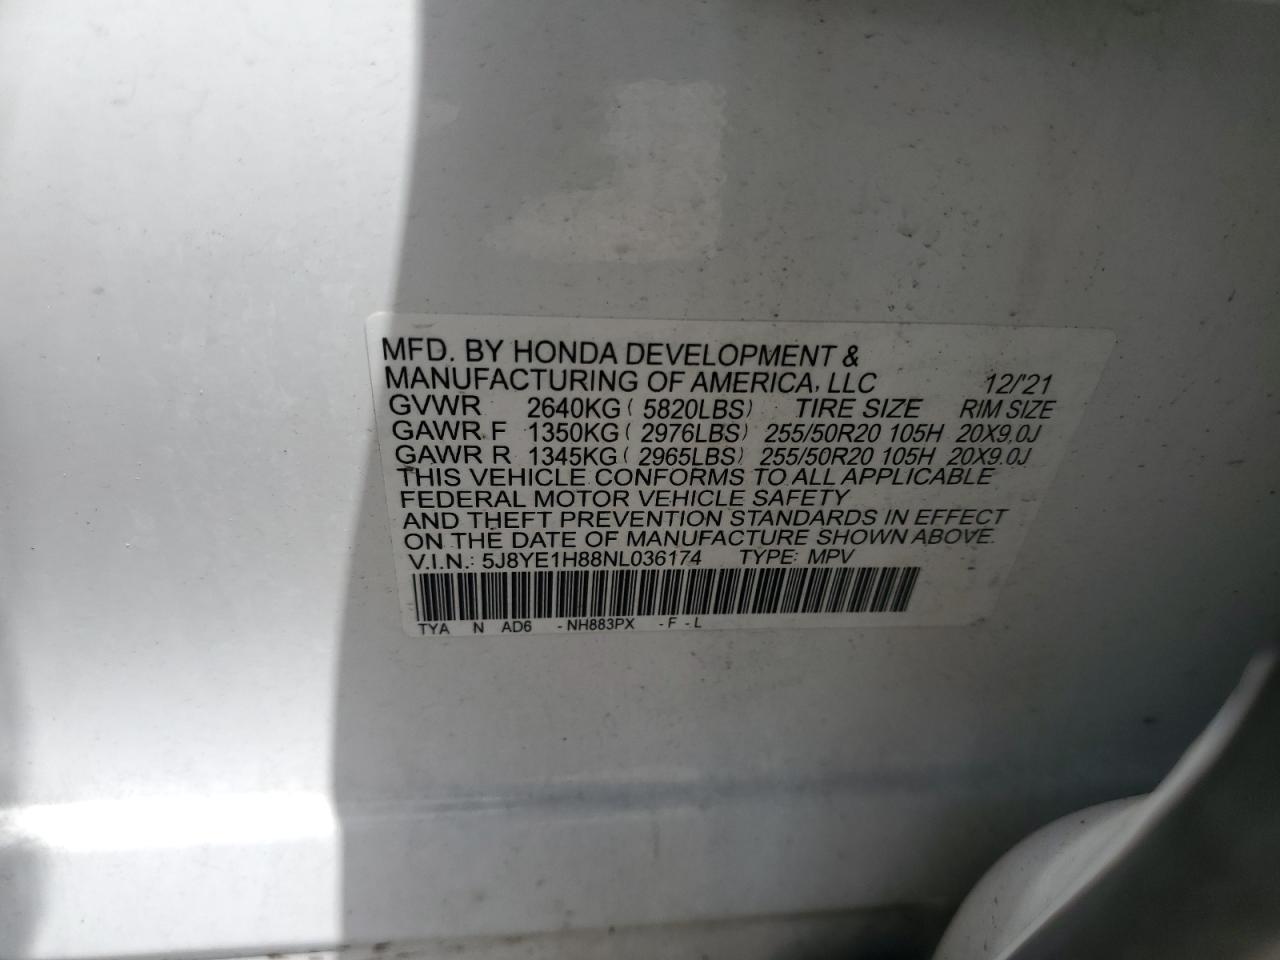 MFD. BY HONDA DEVELOPMENT &
MANUFACTURING OF AMERICA, LLC 12/'21
GVWR 2640KG ( 5820LBS) TIRE SIZE RIM SIZE
GAWR F 1350KG ( 2976LBS) 255/50R20 105H 20X9.0J
GAWR R 1345KG ( 2965LBS) 255/50R20 105H 20X9.0J
THIS VEHICLE CONFORMS TO ALL APPLICABLE
FEDERAL MOTOR VEHICLE SAFETY
AND THEFT PREVENTION STANDARDS IN EFFECT
ON THE DATE OF MANUFACTURE SHOWN ABOVE.
V.I.N.: 5J8YE1H88NL036174 TYPE: MPV
TYA N AD6 -NH883PX -F -L